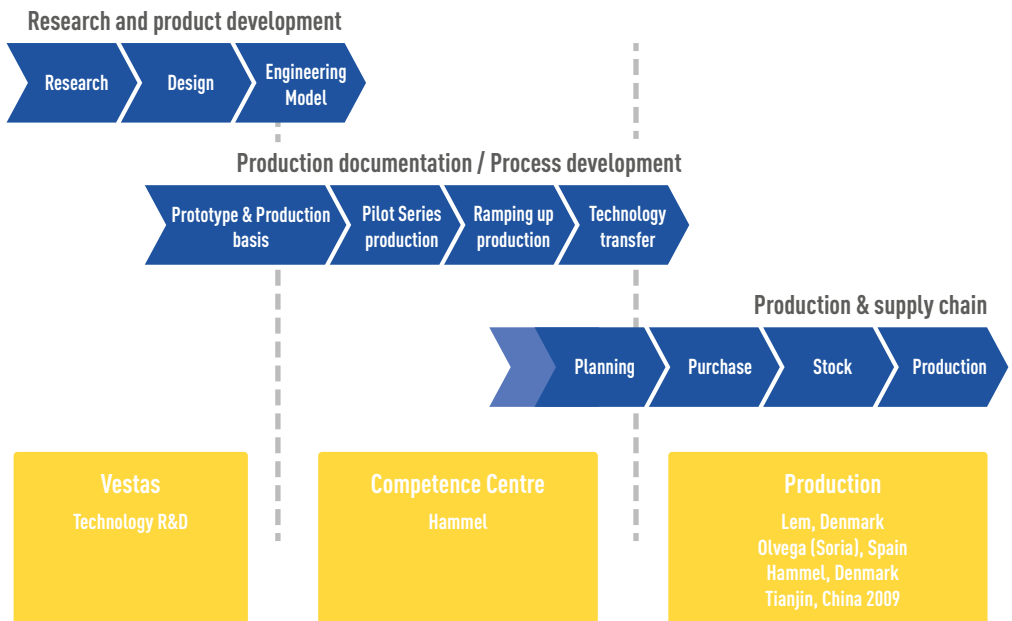 Research and product development
Research
Design
Engineering
Model
Production documentation / Process development
Prototype & Production
basis
Pilot Series
production
Ramping up
production
Technology
transfer
Production & supply chain
Planning
Purchase
Stock
Production
Vestas
Technology R&D
Competence Centre
Hammel
Production
Lem, Denmark
Olvega (Soria), Spain
Hammel, Denmark
Tianjin, China 2009